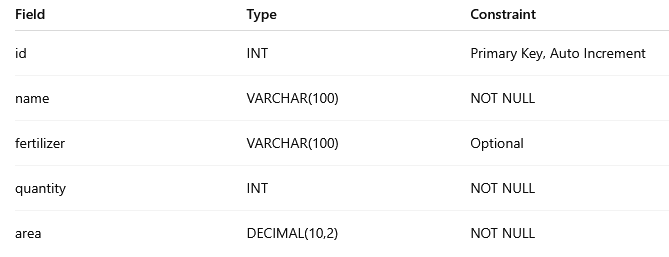 Field Type Constraint
id INT Primary Key, Auto Increment
name VARCHAR(100) NOT NULL
fertilizer VARCHAR(100) Optional
quantity INT NOT NULL
area DECIMAL(10,2) NOT NULL